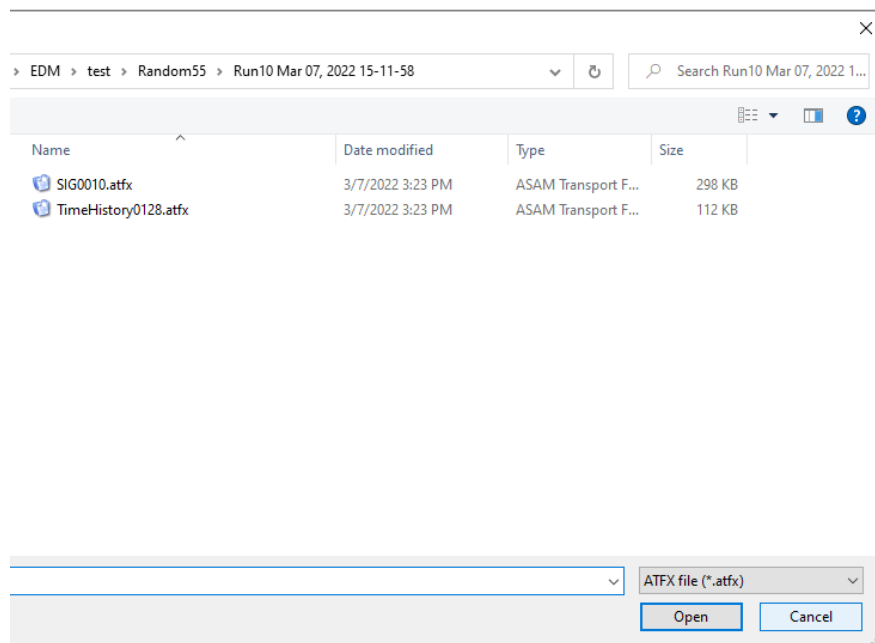 EDM > test > Random55 > Run10 Mar 07, 2022 15-11-58 Search Run10 Mar 07, 2022 1...
Name Date modified Type Size
SIG0010.atfx 3/7/2022 3:23 PM ASAM Transport F... 298 KB
TimeHistory0128.atfx 3/7/2022 3:23 PM ASAM Transport F... 112 KB
ATFX file (*.atfx)
Open Cancel